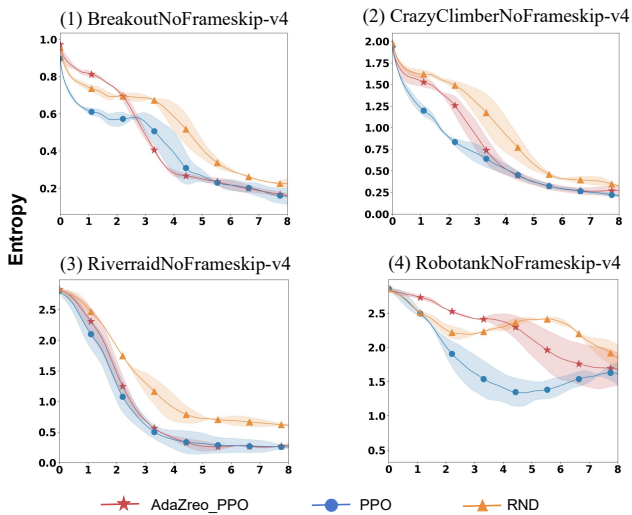 (1) BreakoutNoFrameskip-v4
(2) CrazyClimberNoFrameskip-v4
1.0
0.8
0.6
0.4
0.2
0 1 2 3 4 5 6 7 8
2.00
1.75
1.50
1.25
1.00
0.75
0.50
0.25
0.00
0 1 2 3 4 5 6 7 8
Entropy
(3) RiverraidNoFrameskip-v4
(4) RobotankNoFrameskip-v4
2.5
2.0
1.5
1.0
0.5
0.0
0 1 2 3 4 5 6 7 8
2.5
2.0
1.5
1.0
0.5
0 1 2 3 4 5 6 7 8
AdaZreo_PPO PPO RND